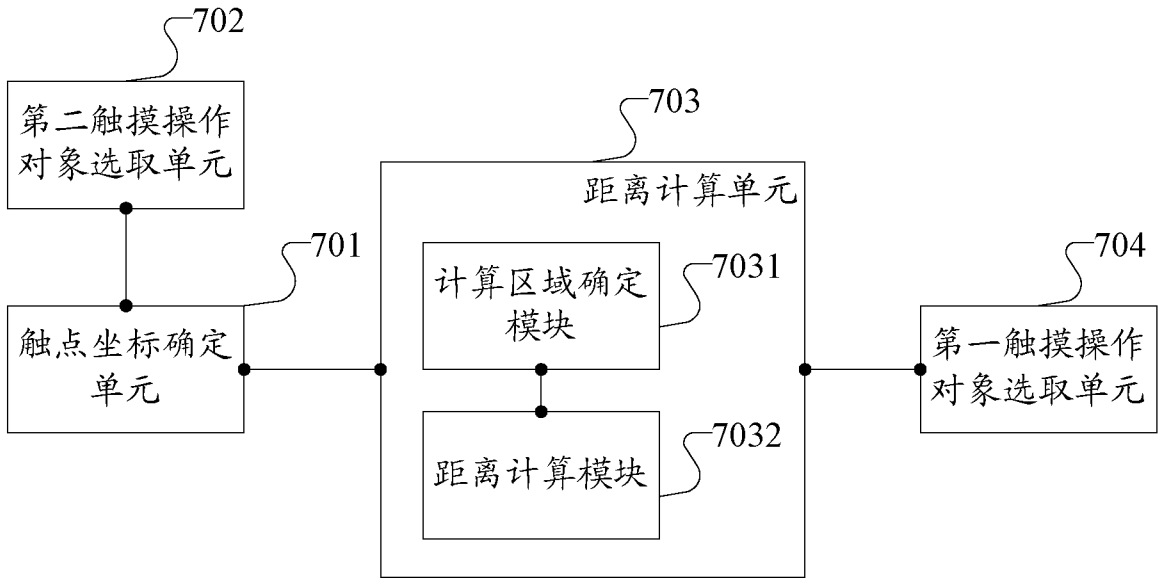 702
第二触摸操作
对象选取单元
701
触点坐标确定
单元
703
距离计算单元
7031
计算区域确定
模块
7032
距离计算模块
704
第一触摸操作
对象选取单元